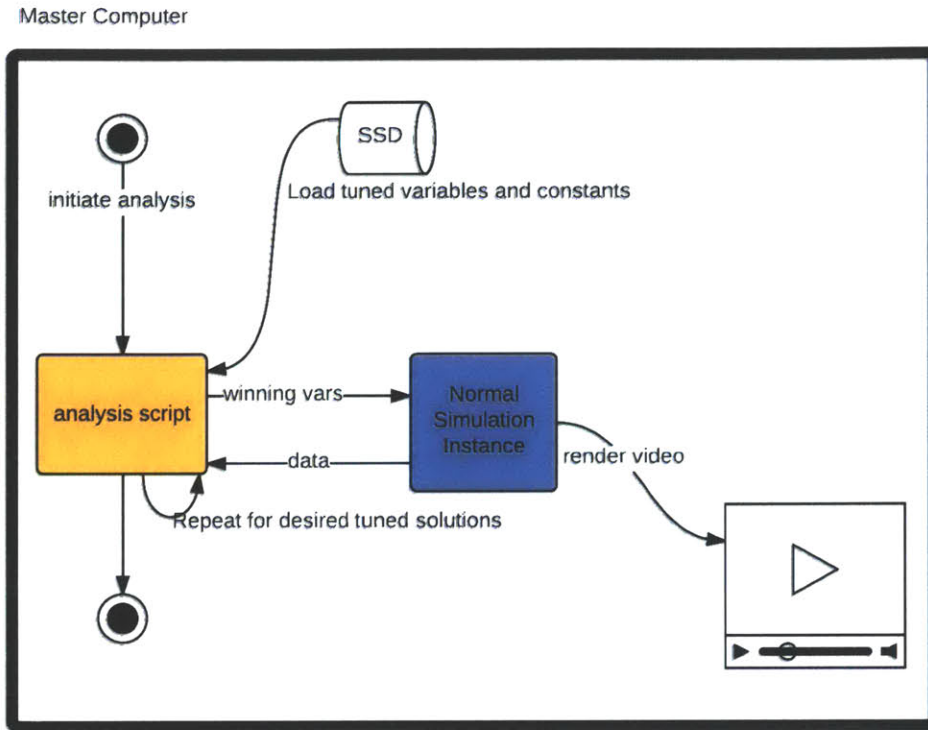 Master Computer
SSD
Load tuned variables and constants
initiate analysis
winning vars
analysis script
Normal
Simulation
Instance
data
render video
Repeat for desired tuned solutions